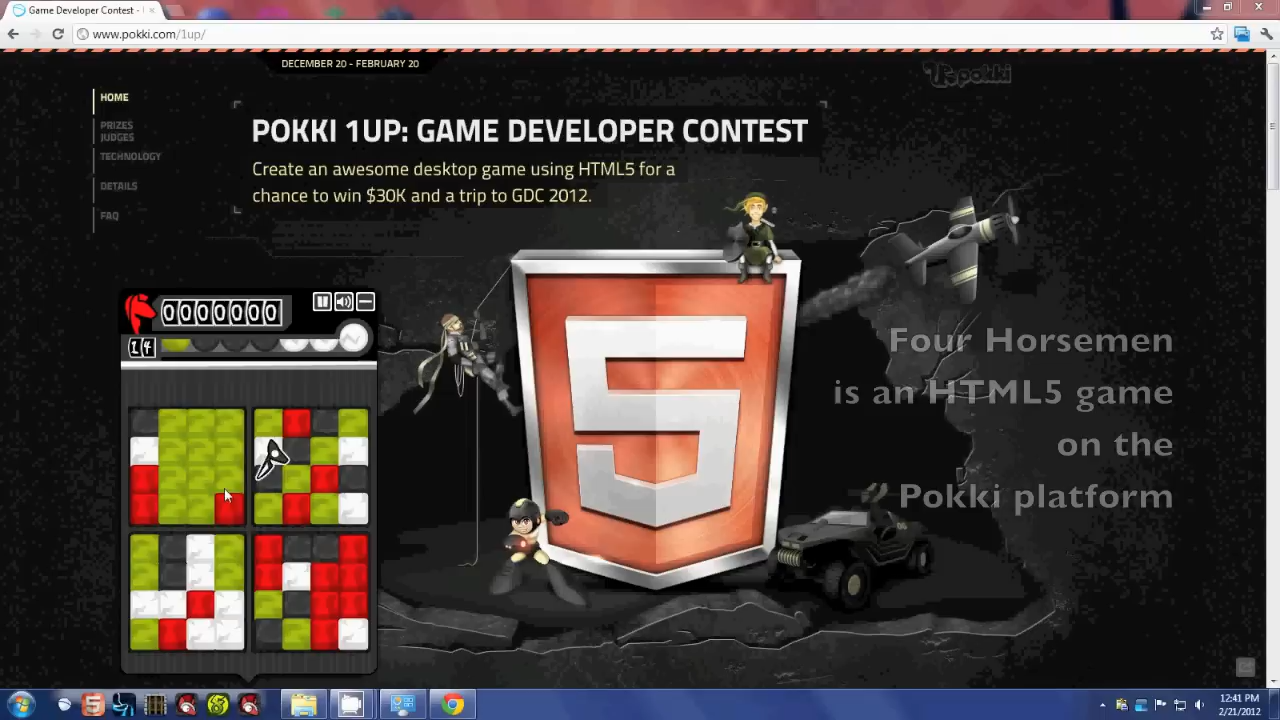 Game Developer Contest -
www.pokki.com/1up/
DECEMBER 20 - FEBRUARY 20
1up pokki
HOME
PRIZES
JUDGES
TECHNOLOGY
DETAILS
FAQ
POKKI 1UP: GAME DEVELOPER CONTEST
Create an awesome desktop game using HTML5 for a
chance to win $30K and a trip to GDC 2012.
0000000
14
5
Four Horsemen
is an HTML5 game
on the
Pokki platform
12:41 PM
2/21/2012